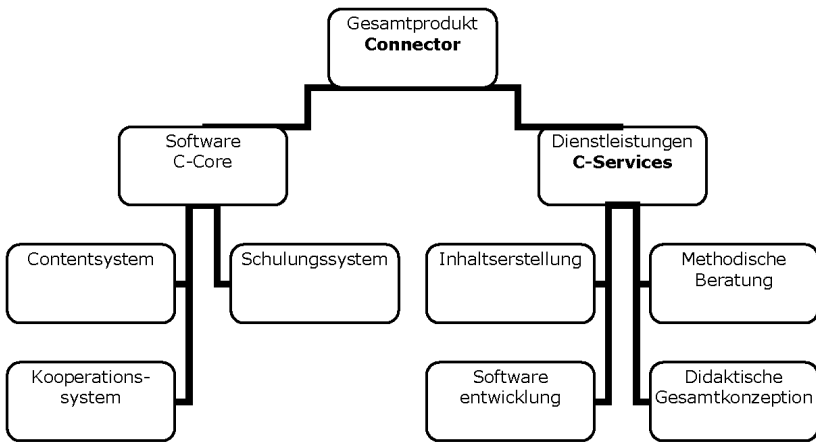 Gesamtprodukt
Connector
Software
C-Core
Dienstleistungen
C-Services
Contentsystem
Schulungssystem
Inhaltserstellung
Methodische
Beratung
Kooperations-
system
Software
entwicklung
Didaktische
Gesamtkonzeption